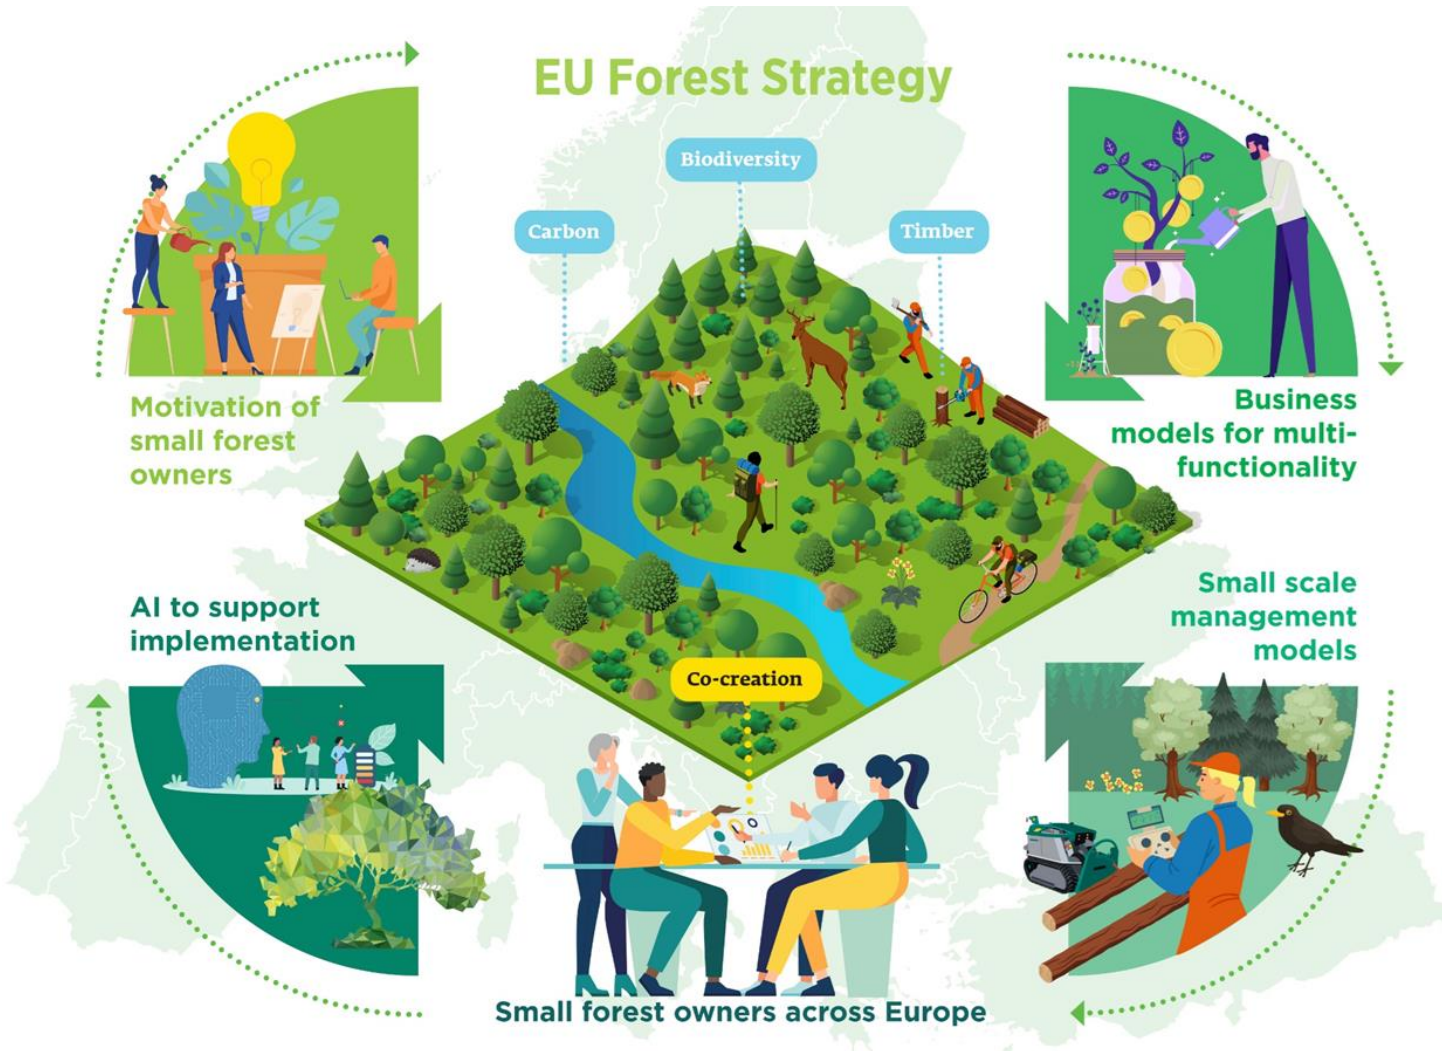 EU Forest Strategy
Biodiversity
Carbon
Timber
Motivation of
small forest
owners
Business
models for multi-
functionality
AI to support
implementation
Small scale
management
models
Co-creation
Small forest owners across Europe